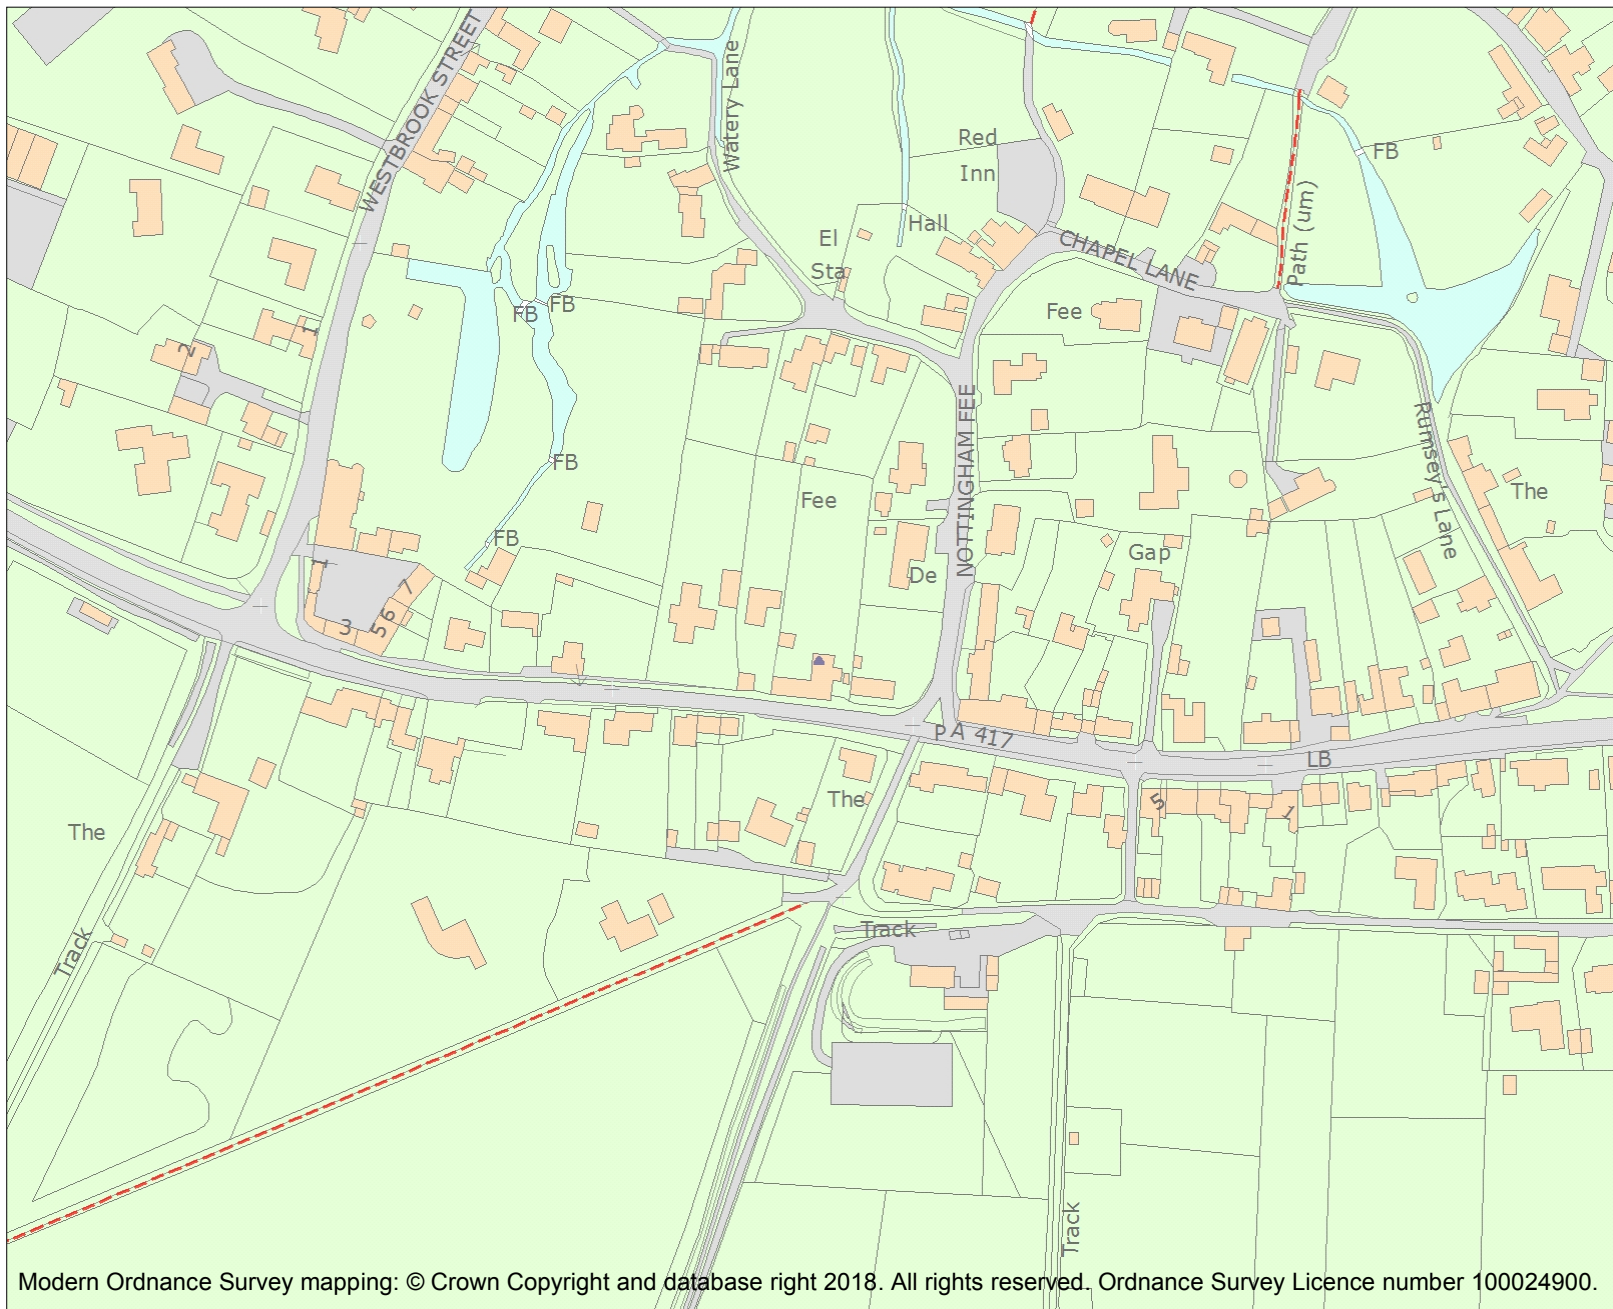 WESTBROOK STREET
Watery Lane
Red
Inn
FB
Path (um)
Hall
El
Sta
CHAPEL LANE
FB
FB
Fee
1
2
NOTTINGHAM FEE
Rumsey's Lane
FB
Fee
The
FB
Gap
De
1
7
6
5
3
P
A 417
LB
The
5
1
The
Track
Track
Track
Modern Ordnance Survey mapping: © Crown Copyright and database right 2018. All rights reserved. Ordnance Survey Licence number 100024900.